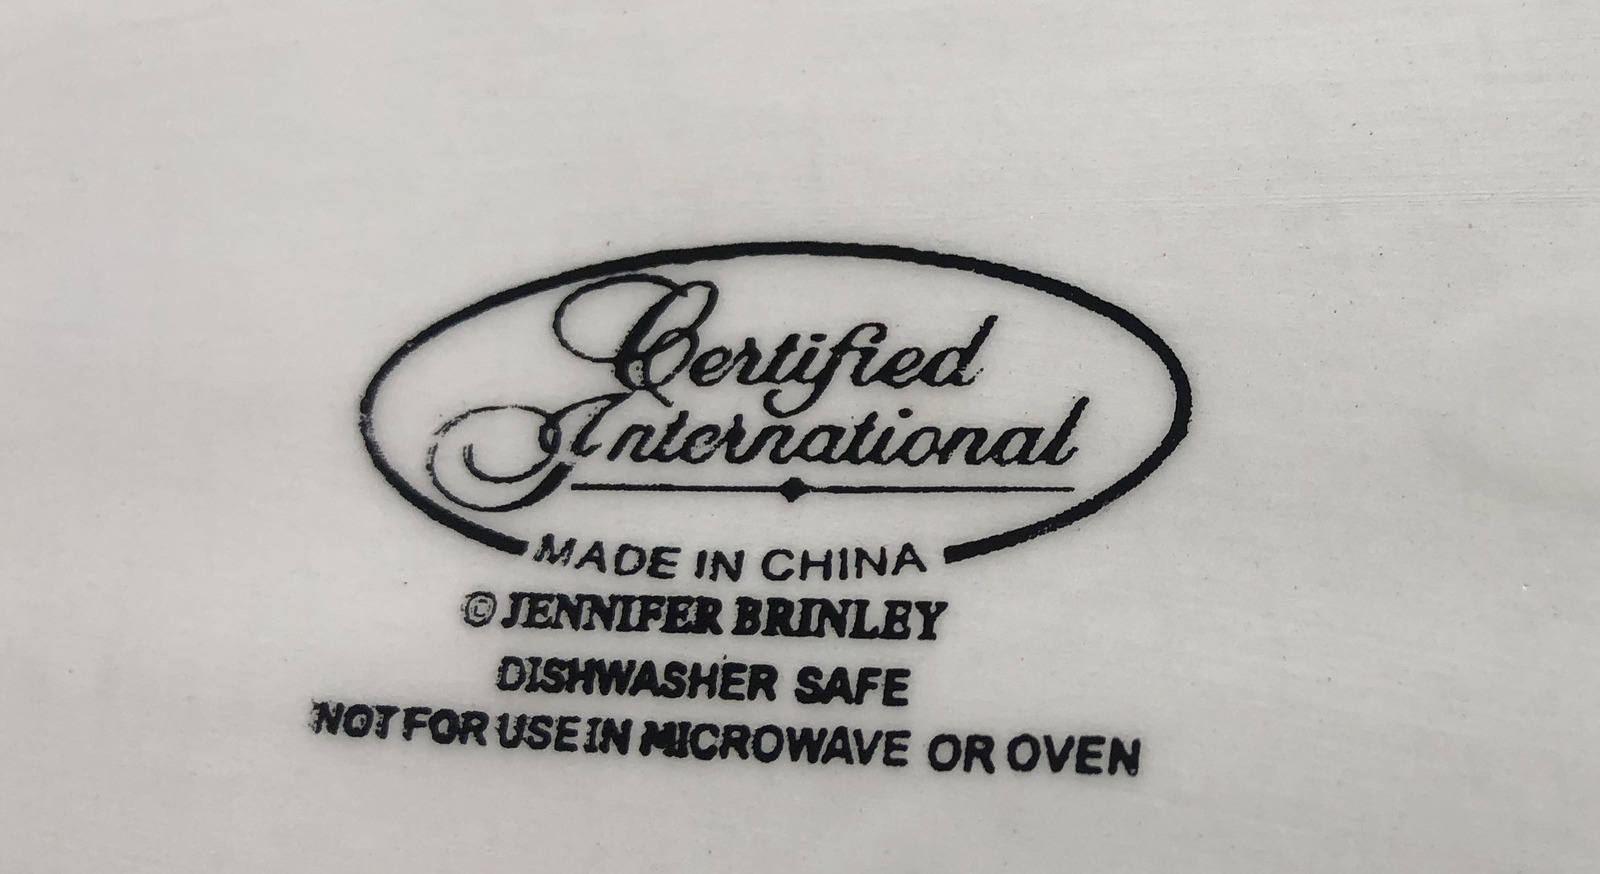 Certified
International
MADE IN CHINA
© JENNIFER BRINLEY
DISHWASHER SAFE
NOT FOR USE IN MICROWAVE OR OVEN